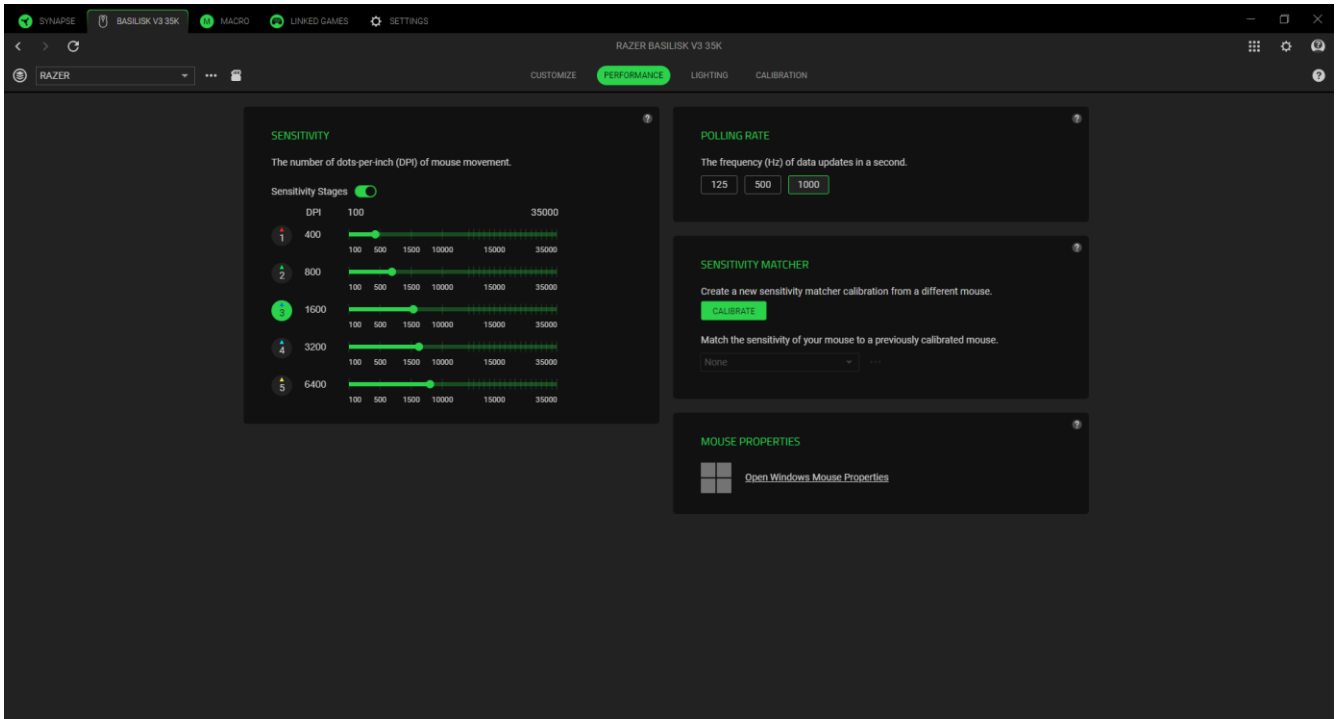 SYNAPSE BASILISK V3 35K M MACRO LINKED GAMES SETTINGS
RAZER BASILISK V3 35K
RAZER CUSTOMIZE PERFORMANCE LIGHTING CALIBRATION ?
SENSITIVITY ?
The number of dots-per-inch (DPI) of mouse movement.
Sensitivity Stages
DPI 100 35000
1 400
100 500 1500 10000 15000 35000
2 800
100 500 1500 10000 15000 35000
3 1600
100 500 1500 10000 15000 35000
4 3200
100 500 1500 10000 15000 35000
5 6400
100 500 1500 10000 15000 35000
POLLING RATE ?
The frequency (Hz) of data updates in a second.
125 500 1000
SENSITIVITY MATCHER ?
Create a new sensitivity matcher calibration from a different mouse.
CALIBRATE
Match the sensitivity of your mouse to a previously calibrated mouse.
None
MOUSE PROPERTIES ?
Open Windows Mouse Properties